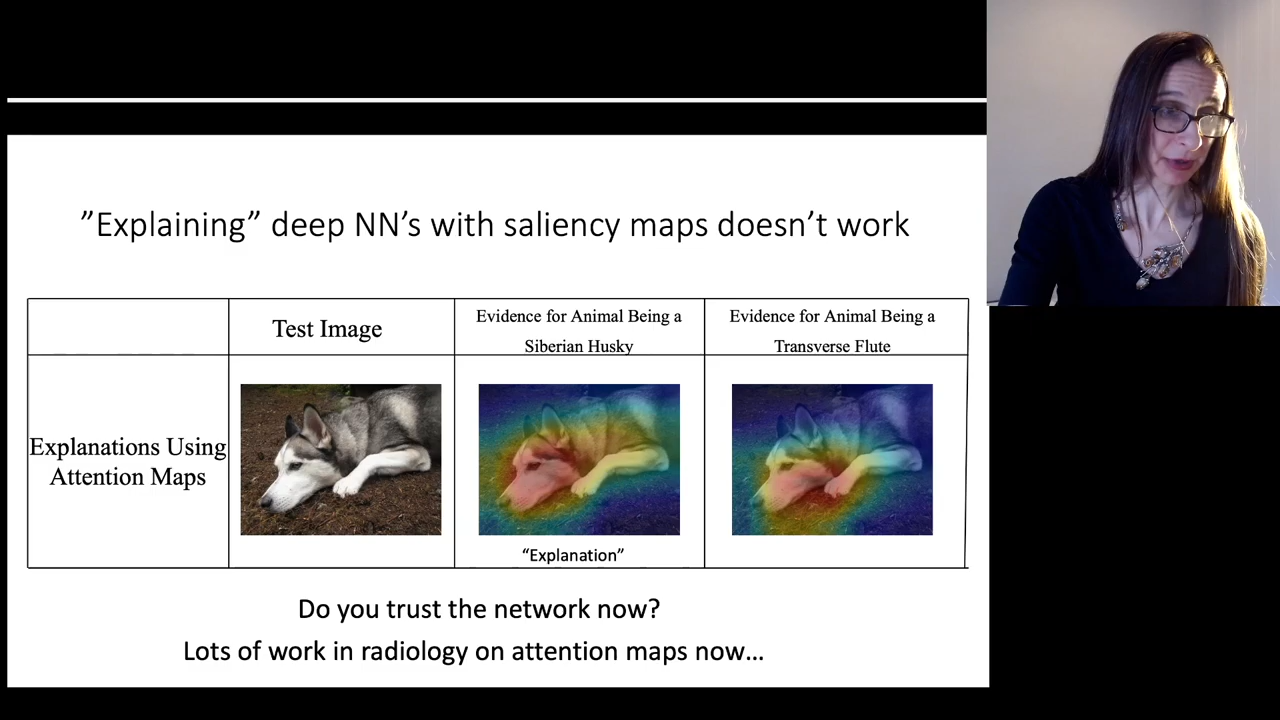 ”Explaining” deep NN’s with saliency maps doesn’t work
Test Image
Evidence for Animal Being a
Siberian Husky
Evidence for Animal Being a
Transverse Flute
Explanations Using
Attention Maps
“Explanation”
Do you trust the network now?
Lots of work in radiology on attention maps now…